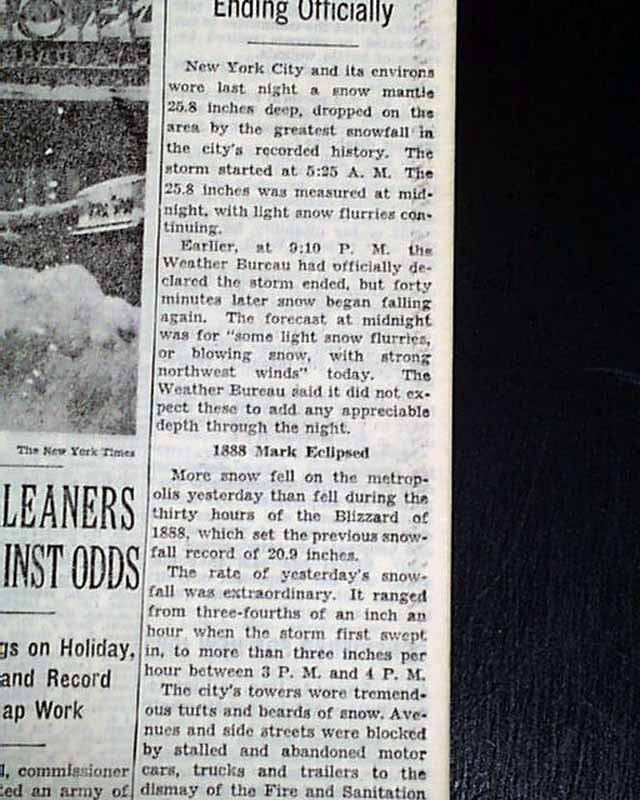 Ending Officially
New York City and its environs
wore last night a snow mantle
25.8 inches deep, dropped on the
area by the greatest snowfall in
the city's recorded history. The
storm started at 5:25 A. M. The
25.8 inches was measured at mid-
night, with light snow flurries con-
tinuing.
Earlier, at 9:10 P. M. the
Weather Bureau had officially de-
clared the storm ended, but forty
minutes later snow began falling
again. The forecast at midnight
was for "some light snow flurries,
or blowing snow, with strong
northwest winds" today. The
Weather Bureau said it did not ex-
pect these to add any appreciable
depth through the night.
1888 Mark Eclipsed
More snow fell on the metrop-
olis yesterday than fell during the
thirty hours of the Blizzard of
1888, which set the previous snow-
fall record of 20.9 inches.
The rate of yesterday's snow-
fall was extraordinary. It ranged
from three-fourths of an inch an
hour when the storm first swept
in, to more than three inches per
hour between 3 P. M. and 4 P. M.
The city's towers wore tremend-
ous tufts and beards of snow. Ave-
nues and side streets were blocked
by stalled and abandoned motor
cars, trucks and trailers to the
dismay of the Fire and Sanitation
The New York Times
LEANERS
INST ODDS
gs on Holiday,
and Record
ap Work
l, commissioner
ted an army of